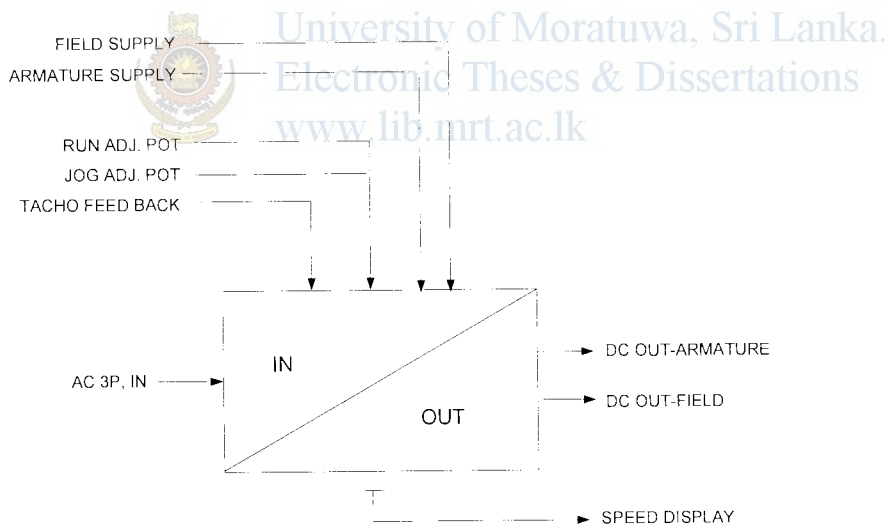 University of Moratuwa, Sri Lanka.
Electronic Theses & Dissertations
www.lib.mrt.ac.lk
FIELD SUPPLY
ARMATURE SUPPLY
RUN ADJ. POT
JOG ADJ. POT
TACHO FEED BACK
AC 3P, IN
IN
OUT
DC OUT-ARMATURE
DC OUT-FIELD
SPEED DISPLAY